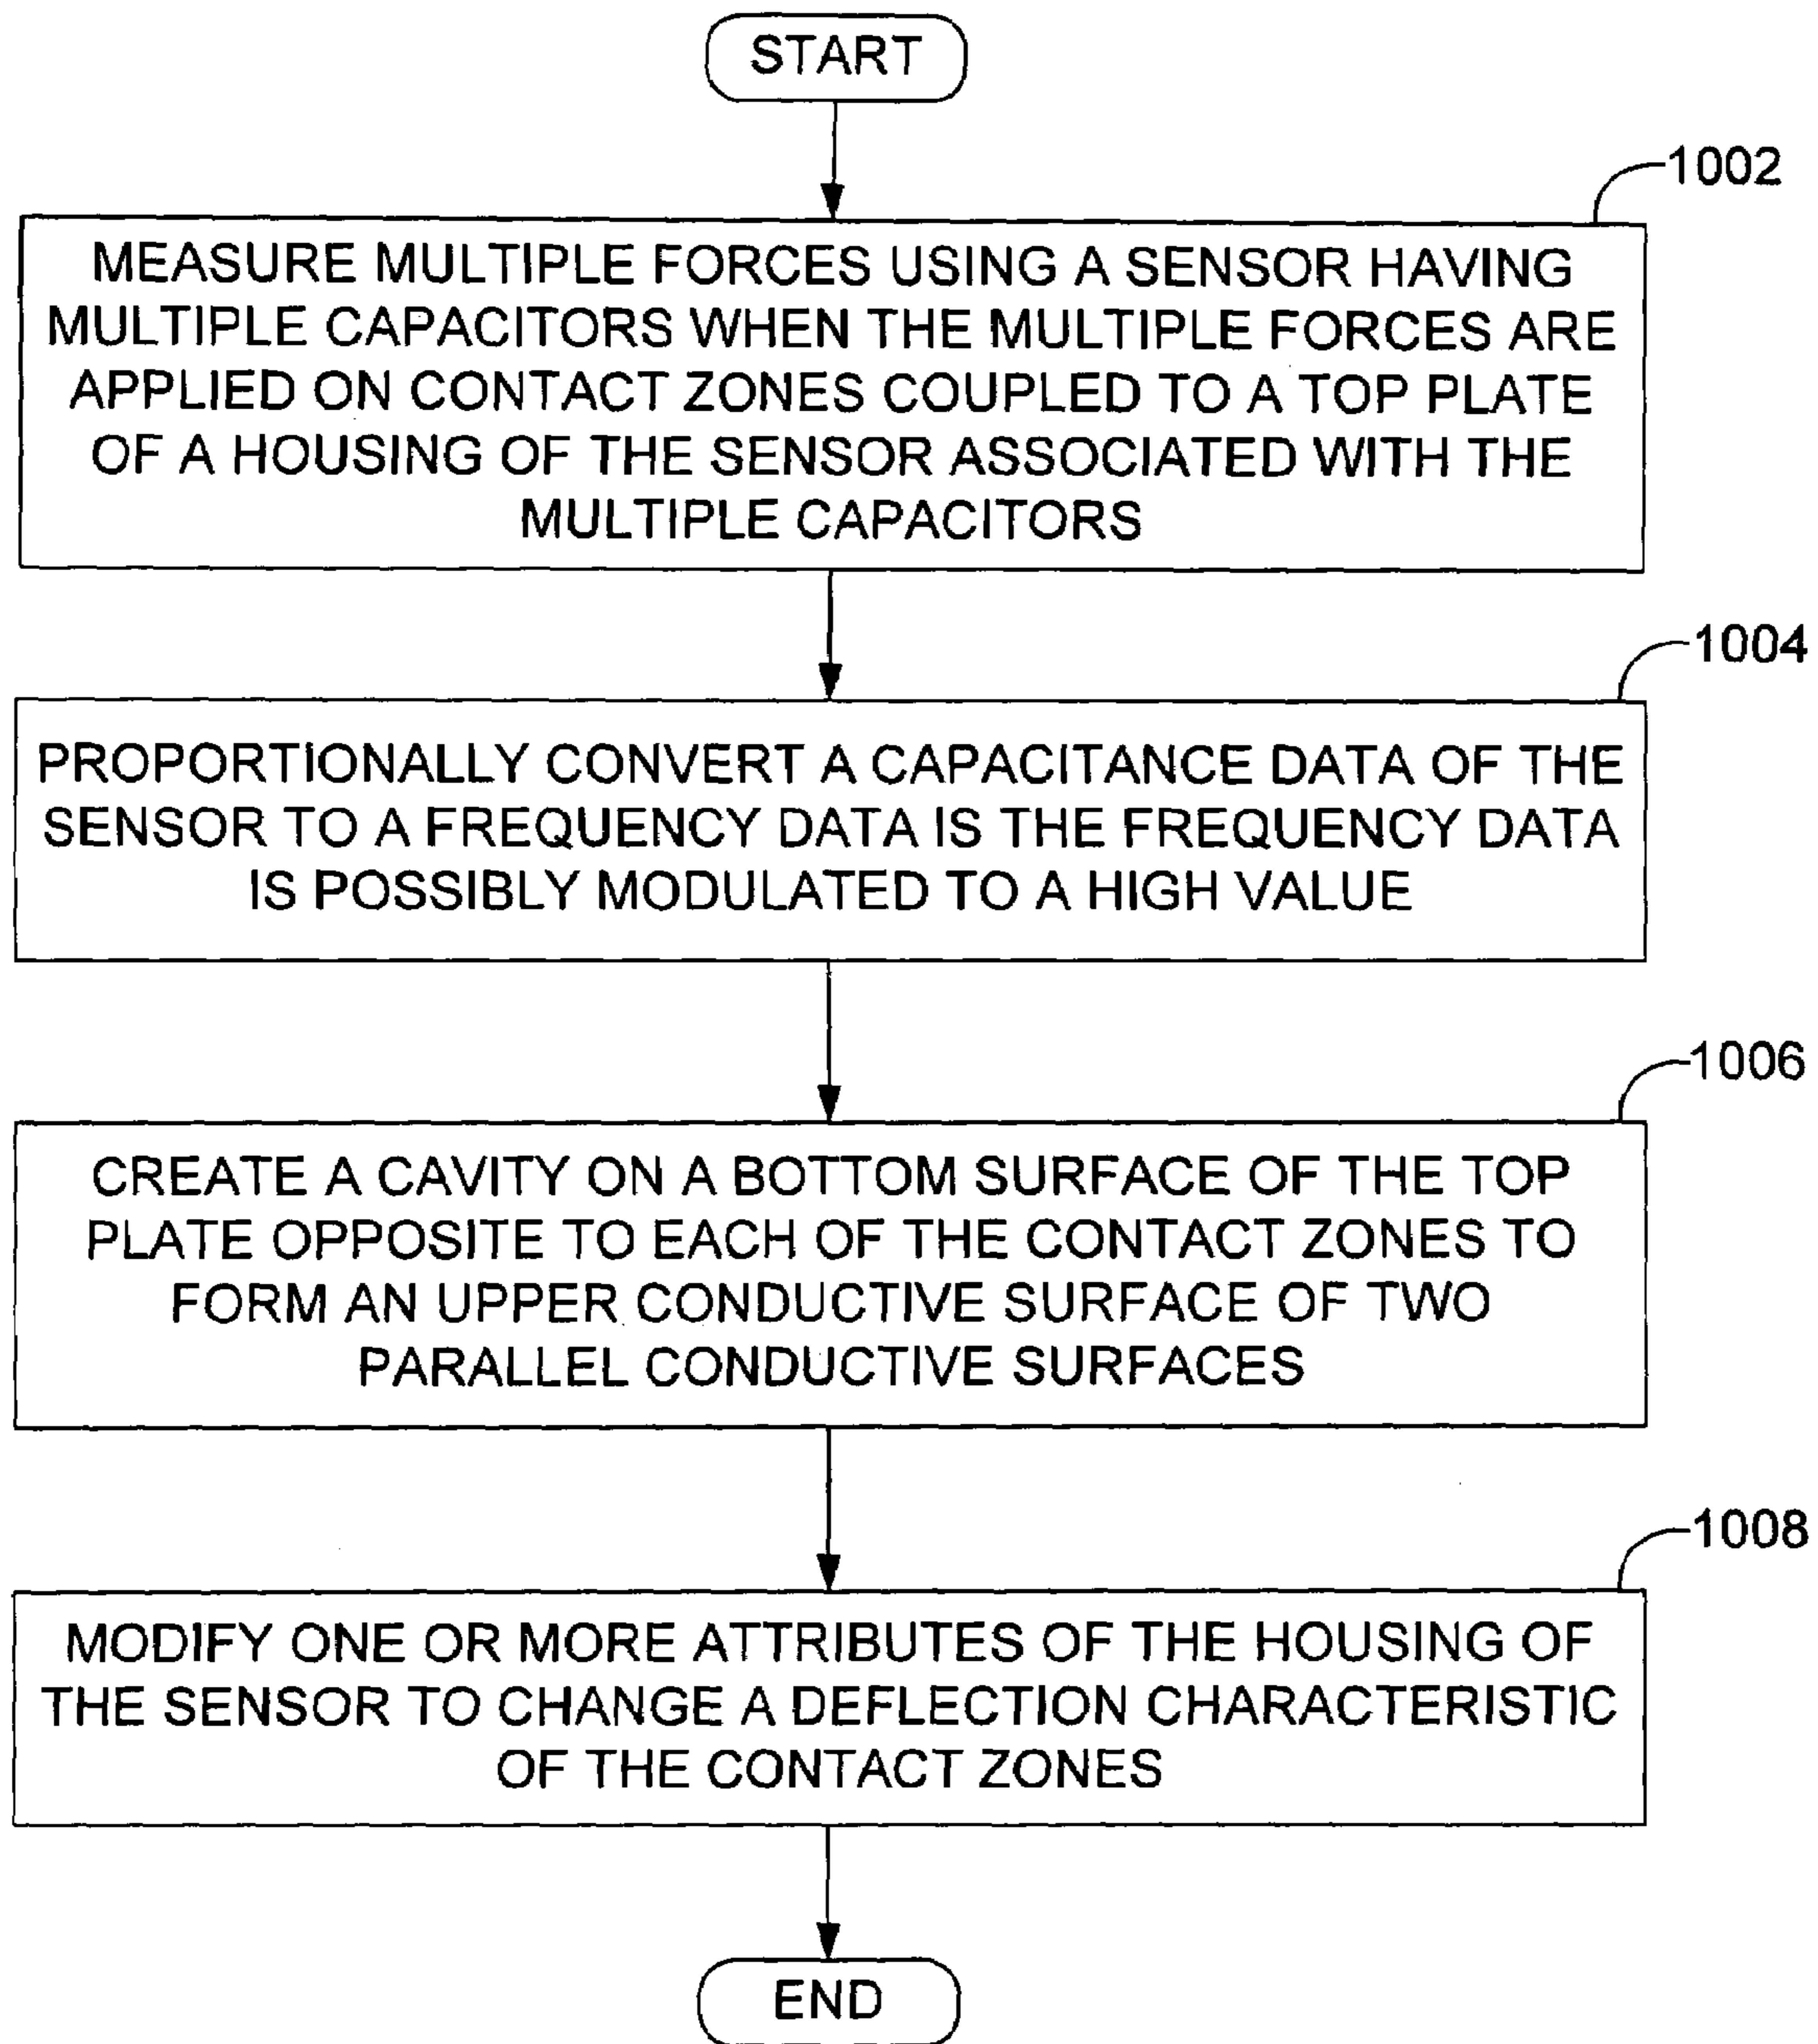 START
1002
MEASURE MULTIPLE FORCES USING A SENSOR HAVING
MULTIPLE CAPACITORS WHEN THE MULTIPLE FORCES ARE
APPLIED ON CONTACT ZONES COUPLED TO A TOP PLATE
OF A HOUSING OF THE SENSOR ASSOCIATED WITH THE
MULTIPLE CAPACITORS
1004
PROPORTIONALLY CONVERT A CAPACITANCE DATA OF THE
SENSOR TO A FREQUENCY DATA IS THE FREQUENCY DATA
IS POSSIBLY MODULATED TO A HIGH VALUE
1006
CREATE A CAVITY ON A BOTTOM SURFACE OF THE TOP
PLATE OPPOSITE TO EACH OF THE CONTACT ZONES TO
FORM AN UPPER CONDUCTIVE SURFACE OF TWO
PARALLEL CONDUCTIVE SURFACES
1008
MODIFY ONE OR MORE ATTRIBUTES OF THE HOUSING OF
THE SENSOR TO CHANGE A DEFLECTION CHARACTERISTIC
OF THE CONTACT ZONES
END